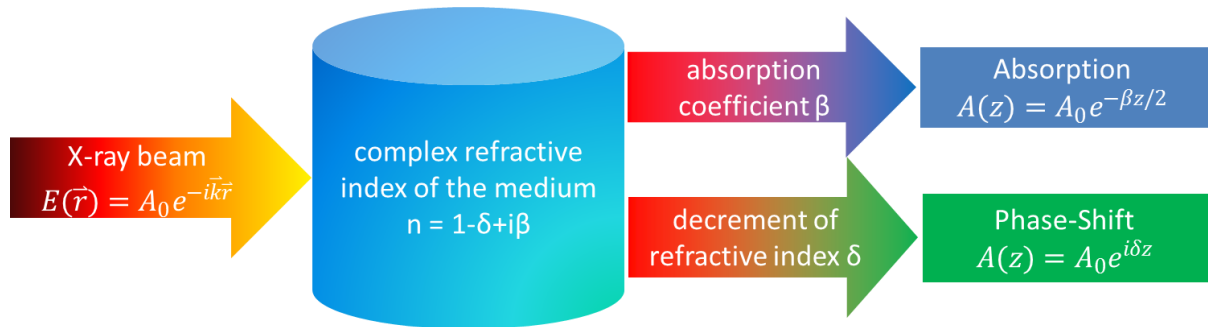 X-ray beam
E(r⃗) = A₀e^{-ik⃗r⃗}
complex refractive
index of the medium
n = 1-δ+iβ
absorption
coefficient β
Absorption
A(z) = A₀e^{-βz/2}
decrement of
refractive index δ
Phase-Shift
A(z) = A₀e^{iδz}